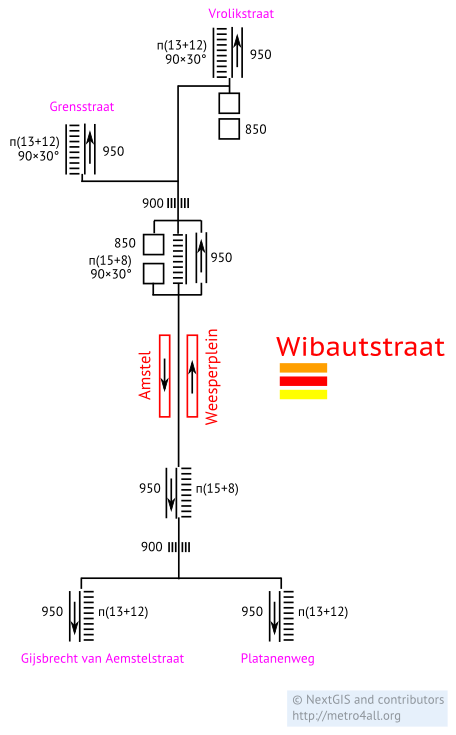 Vrolikstraat
п(13+12)
90×30°
950
850
Grensstraat
п(13+12)
90×30°
950
900
850
п(15+8)
90×30°
950
Amstel
Weesperplein
Wibautstraat
950
п(15+8)
900
950
п(13+12)
950
п(13+12)
Gijsbrecht van Aemstelstraat
Platanenweg
© NextGIS and contributors
http://metro4all.org